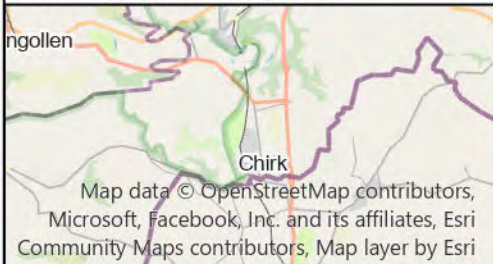 ngollen
Chirk
Map data © OpenStreetMap contributors,
Microsoft, Facebook, Inc. and its affiliates, Esri
Community Maps contributors, Map layer by Esri